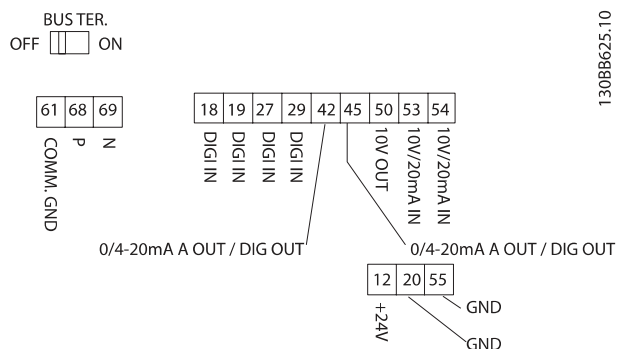 BUS TER.
OFF ON
130BB625.10
61 68 69
COMM. GND
P
N
18 19 27 29 42 45 50 53 54
DIGI IN
DIGI IN
DIGI IN
DIGI IN
10V OUT
10V/20mA IN
10V/20mA IN
0/4-20mA A OUT / DIG OUT
0/4-20mA A OUT / DIG OUT
12 20 55
+24V
GND
GND